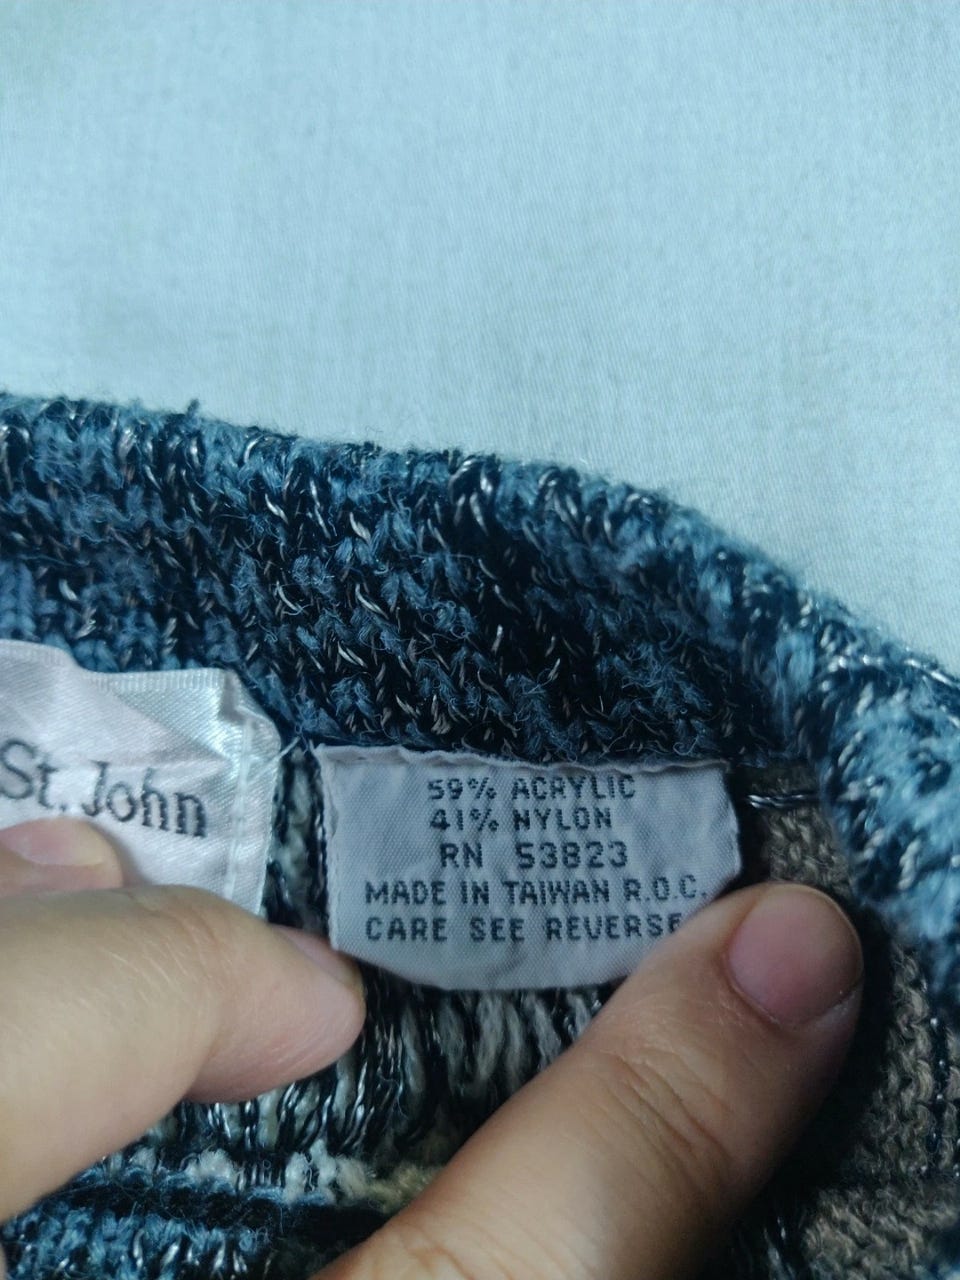 St. John
59% ACRYLIC
41% NYLON
RN 53823
MADE IN TAIWAN R.O.C.
CARE SEE REVERSE